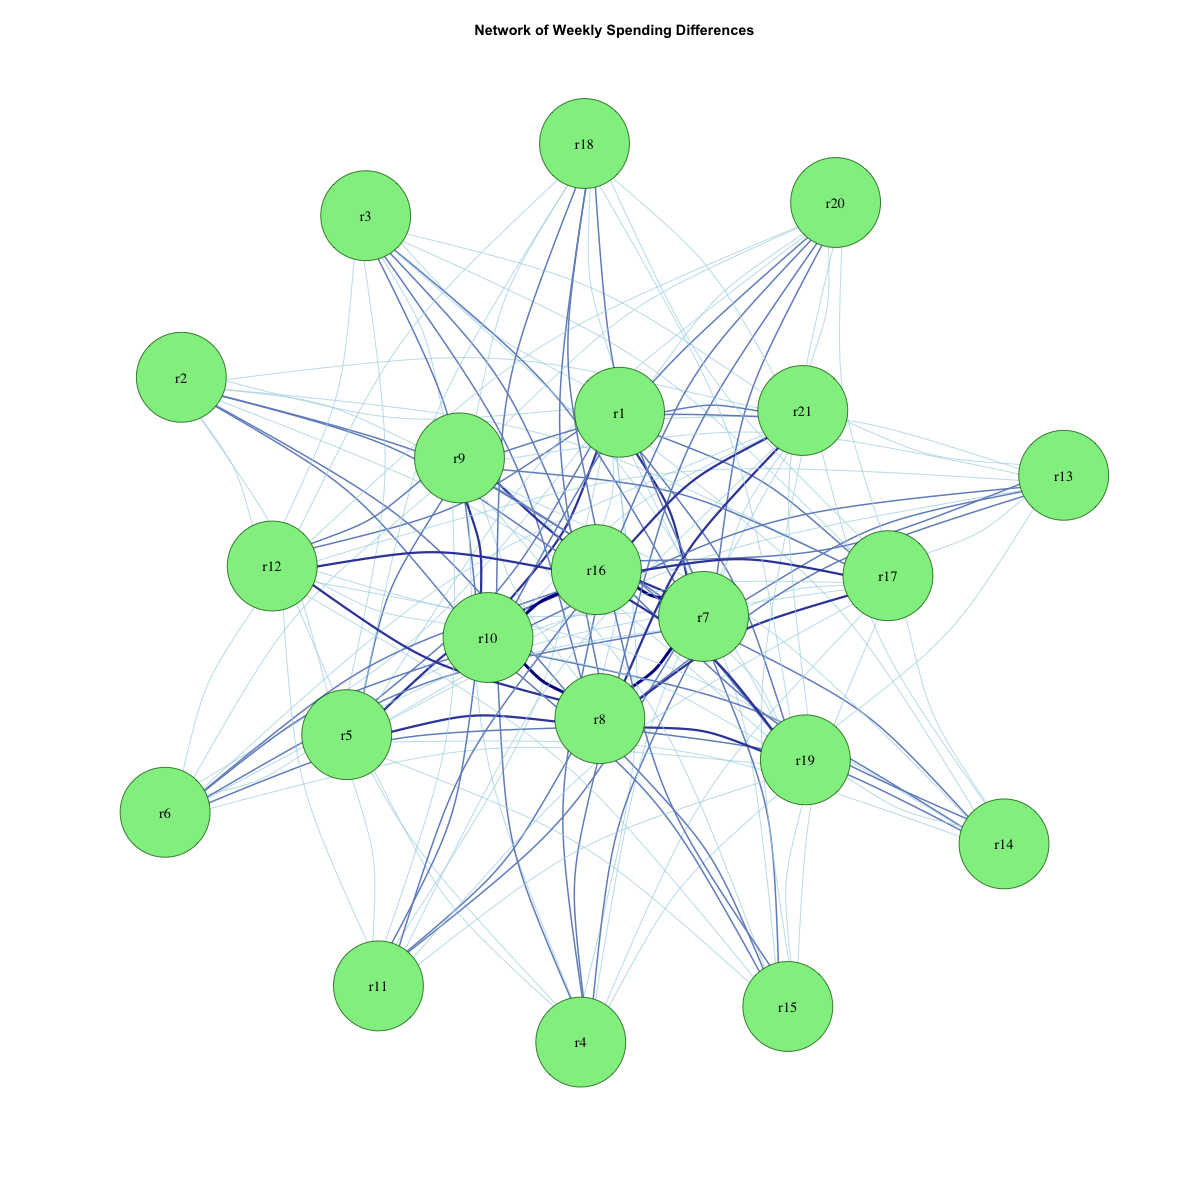 Network of Weekly Spending Differences
r18
r20
r3
r2
r1
r21
r9
r13
r12
r16
r17
r7
r10
r8
r5
r19
r6
r14
r11
r15
r4